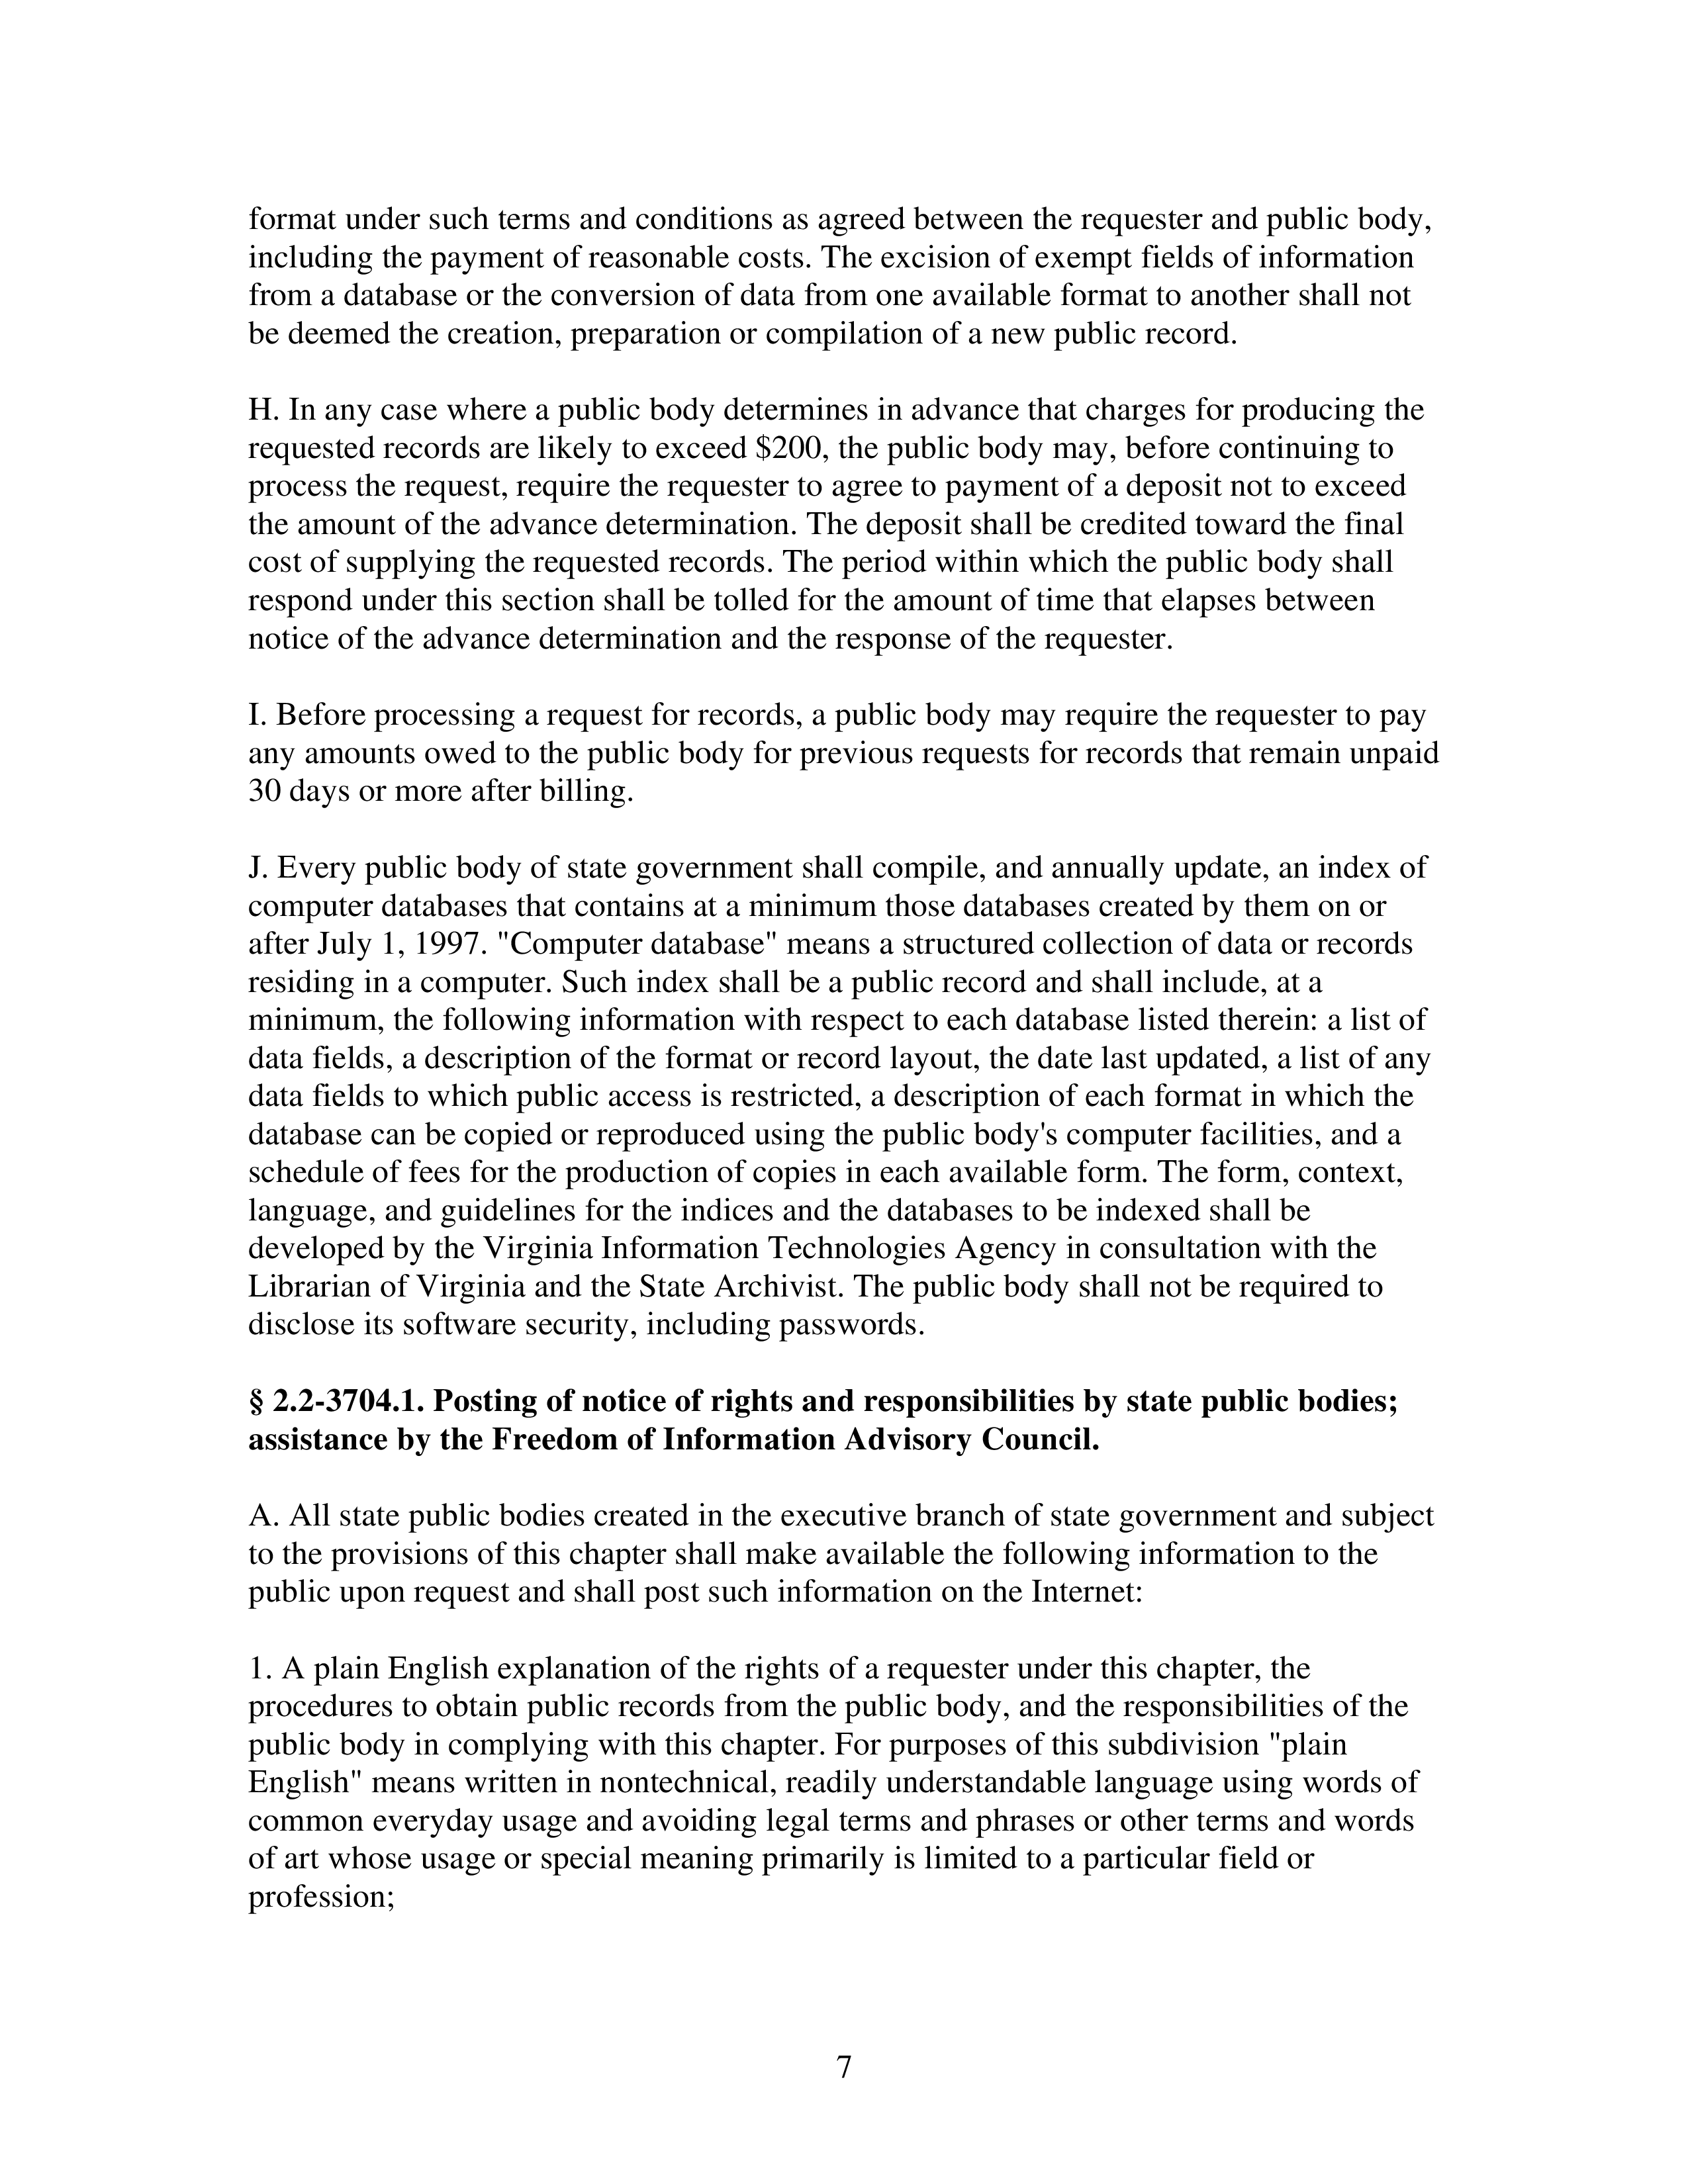 format under such terms and conditions as agreed between the requester and public body,
including the payment of reasonable costs. The excision of exempt fields of information
from a database or the conversion of data from one available format to another shall not
be deemed the creation, preparation or compilation of a new public record.
H. In any case where a public body determines in advance that charges for producing the
requested records are likely to exceed $200, the public body may, before continuing to
process the request, require the requester to agree to payment of a deposit not to exceed
the amount of the advance determination. The deposit shall be credited toward the final
cost of supplying the requested records. The period within which the public body shall
respond under this section shall be tolled for the amount of time that elapses between
notice of the advance determination and the response of the requester.
I. Before processing a request for records, a public body may require the requester to pay
any amounts owed to the public body for previous requests for records that remain unpaid
30 days or more after billing.
J. Every public body of state government shall compile, and annually update, an index of
computer databases that contains at a minimum those databases created by them on or
after July 1, 1997. "Computer database" means a structured collection of data or records
residing in a computer. Such index shall be a public record and shall include, at a
minimum, the following information with respect to each database listed therein: a list of
data fields, a description of the format or record layout, the date last updated, a list of any
data fields to which public access is restricted, a description of each format in which the
database can be copied or reproduced using the public body's computer facilities, and a
schedule of fees for the production of copies in each available form. The form, context,
language, and guidelines for the indices and the databases to be indexed shall be
developed by the Virginia Information Technologies Agency in consultation with the
Librarian of Virginia and the State Archivist. The public body shall not be required to
disclose its software security, including passwords.
§ 2.2-3704.1. Posting of notice of rights and responsibilities by state public bodies;
assistance by the Freedom of Information Advisory Council.
A. All state public bodies created in the executive branch of state government and subject
to the provisions of this chapter shall make available the following information to the
public upon request and shall post such information on the Internet:
1. A plain English explanation of the rights of a requester under this chapter, the
procedures to obtain public records from the public body, and the responsibilities of the
public body in complying with this chapter. For purposes of this subdivision "plain
English" means written in nontechnical, readily understandable language using words of
common everyday usage and avoiding legal terms and phrases or other terms and words
of art whose usage or special meaning primarily is limited to a particular field or
profession;
7